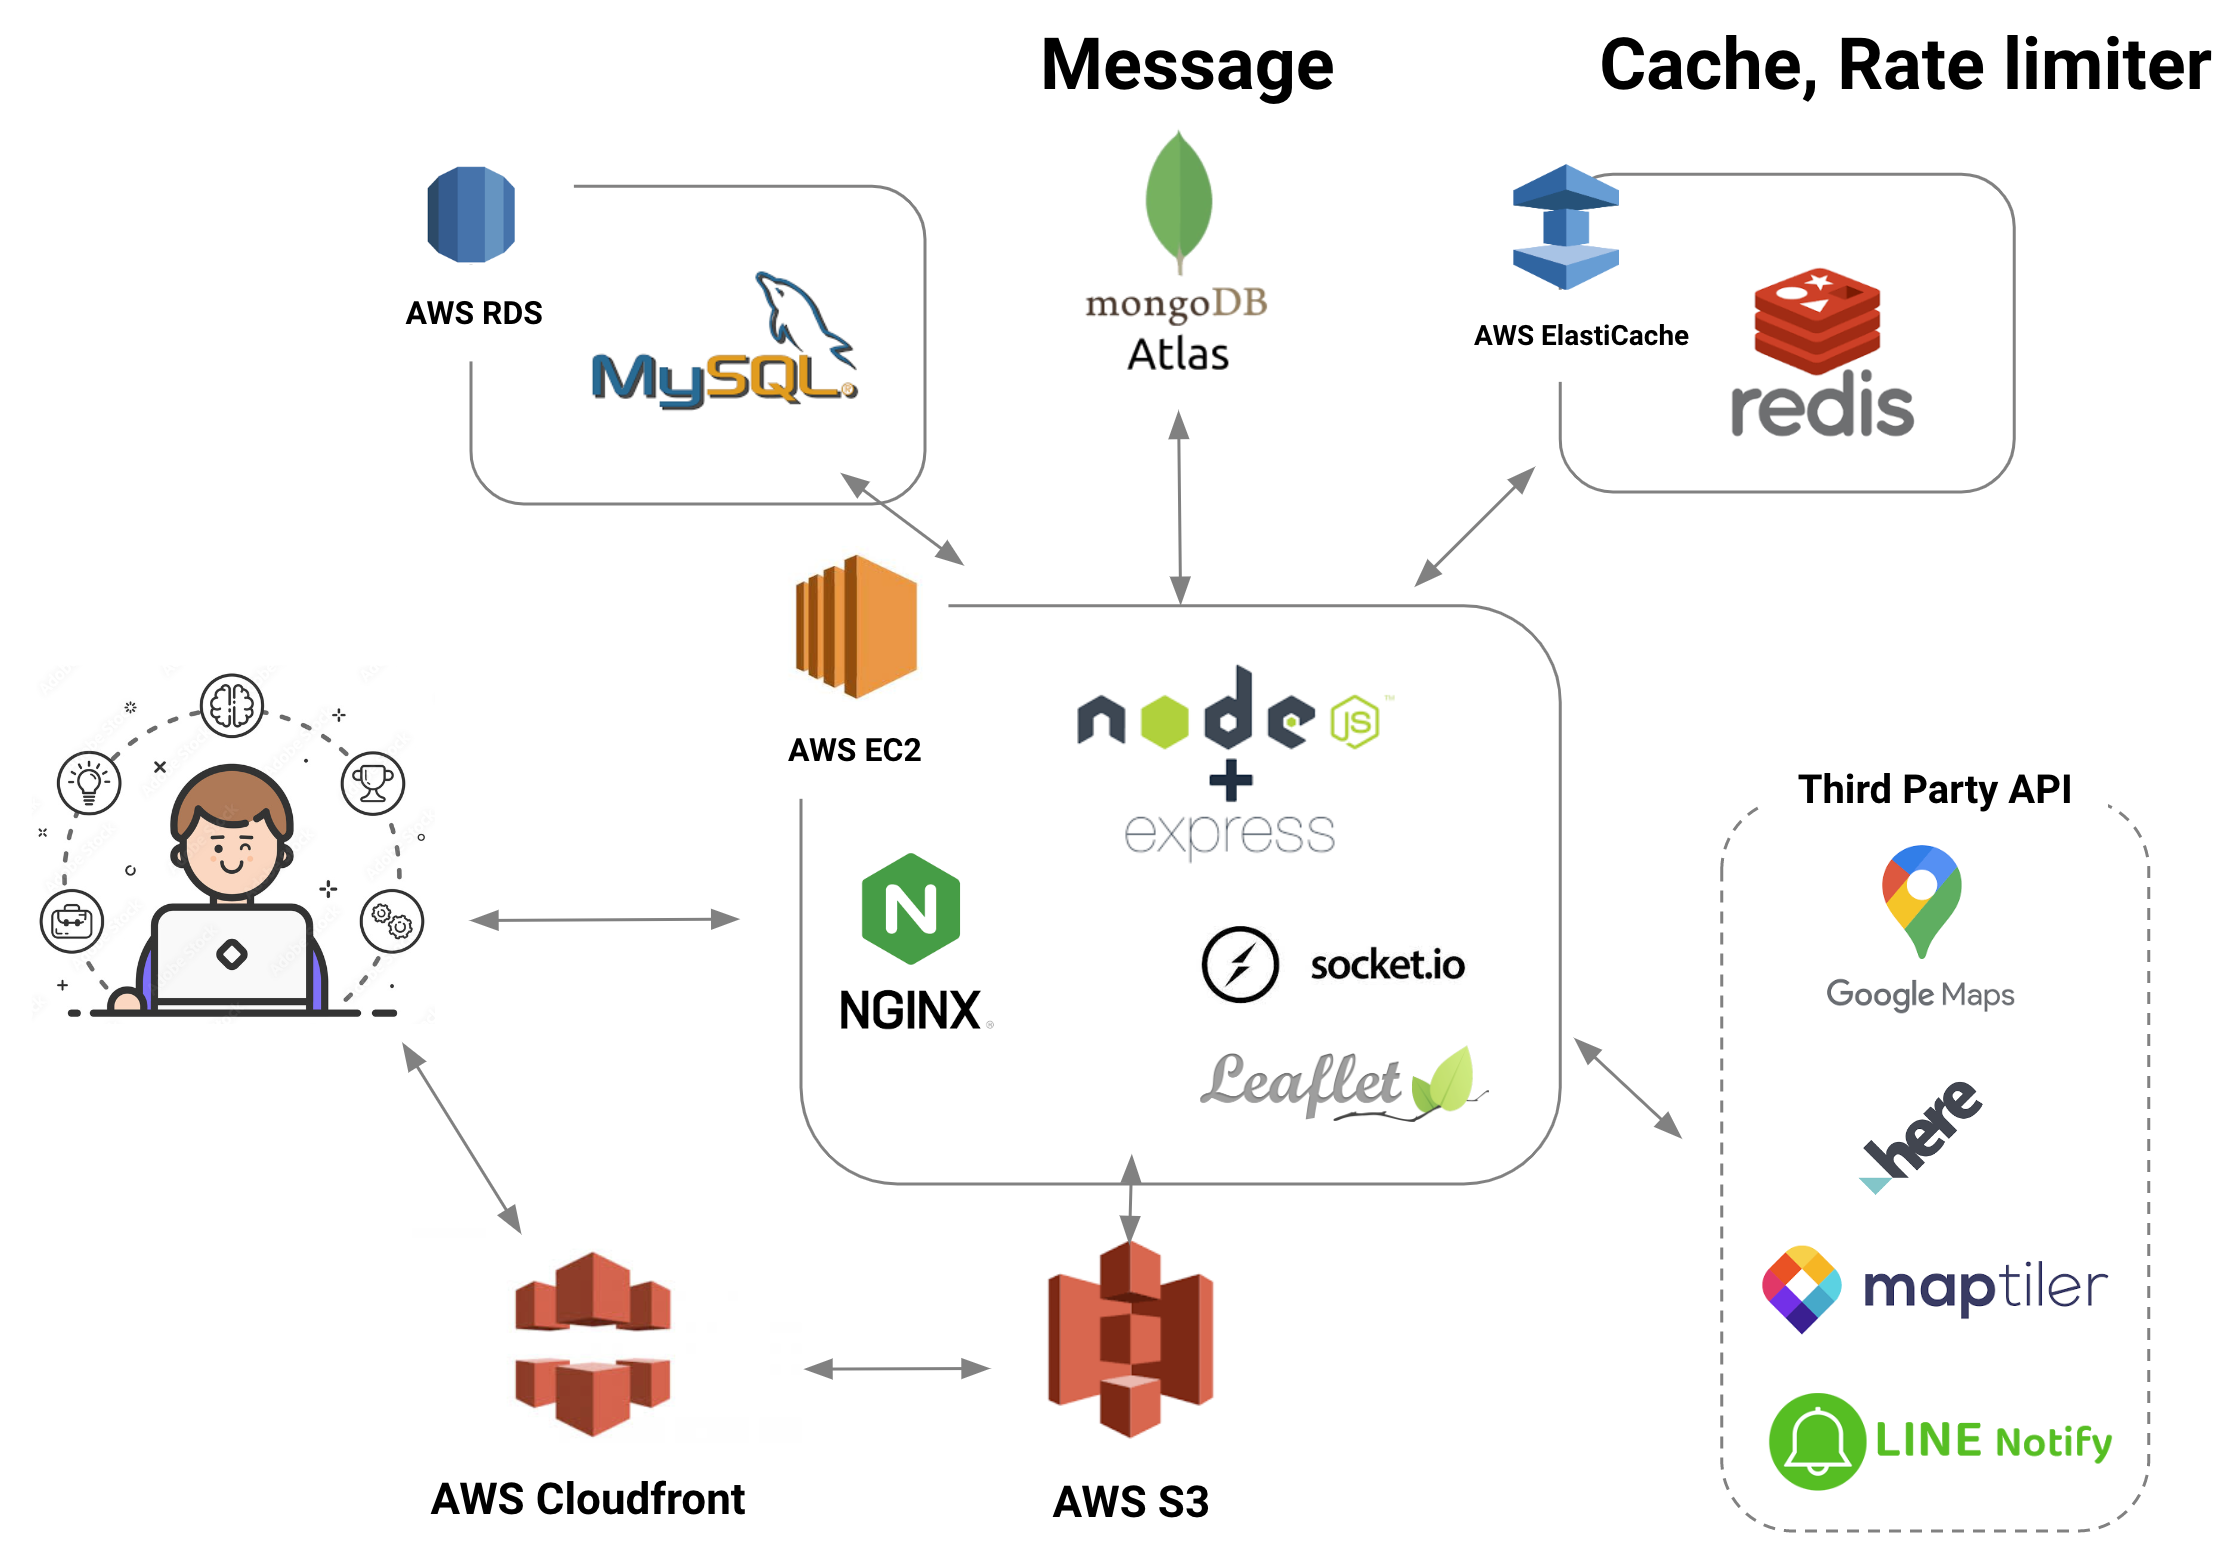 Message
Cache, Rate limiter
AWS RDS
MySQL®
mongoDB
Atlas
AWS ElastiCache
redis
AWS EC2
node JS™
+
express
NGINX®
socket.io
Leaflet
Third Party API
Google Maps
here
maptiler
LINE Notify
AWS Cloudfront
AWS S3